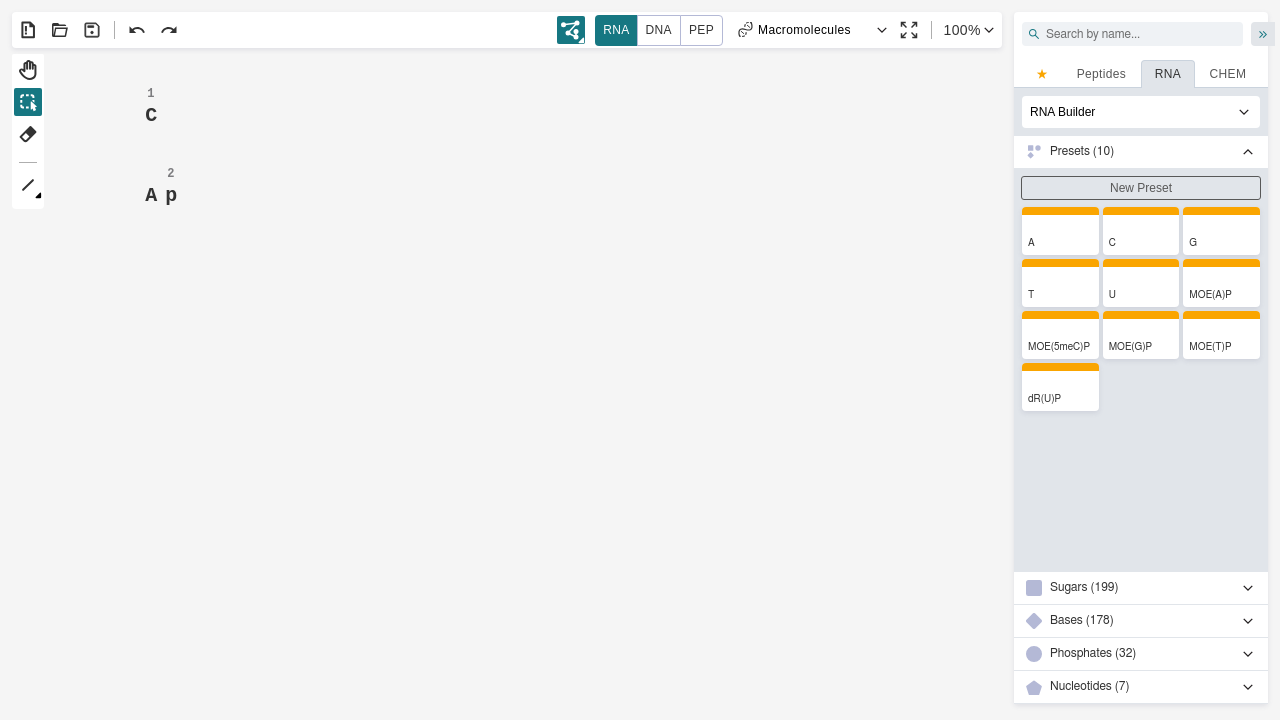 RNA DNA PEP Macromolecules 100%
Search by name...
Peptides RNA CHEM
RNA Builder
Presets (10)
New Preset
A C G
T U MOE(A)P
MOE(5meC)P MOE(G)P MOE(T)P
dR(U)P
Sugars (199)
Bases (178)
Phosphates (32)
Nucleotides (7)
1
C
2
A p